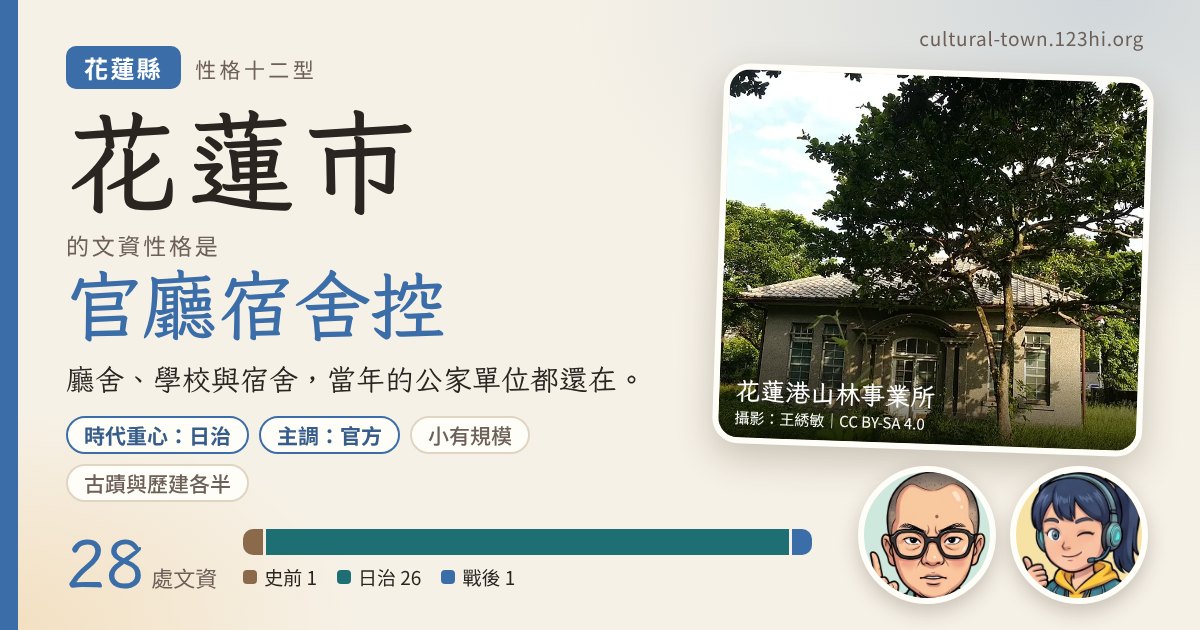 花蓮縣 性格十二型
cultural-town.123hi.org
花蓮市
的文資性格是
官廳宿舍控
廳舍、學校與宿舍，當年的公家單位都還在。
時代重心：日治 主調：官方 小有規模
古蹟與歷建各半
花蓮港山林事業所
攝影：王綉敏｜CC BY-SA 4.0
28 處文資
史前 1 日治 26 戰後 1